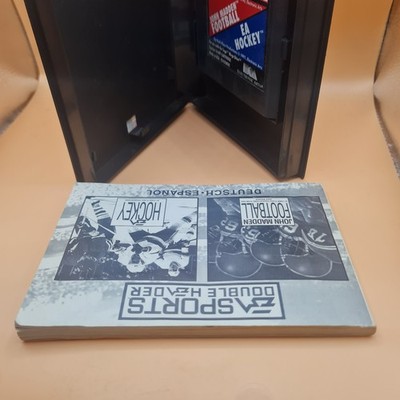 JOHN MADDEN
FOOTBALL
EA
HOCKEY
EA SPORTS
DOUBLE HEADER
JOHN MADDEN
FOOTBALL
EA
HOCKEY
DEUTSCH · ESPAÑOL